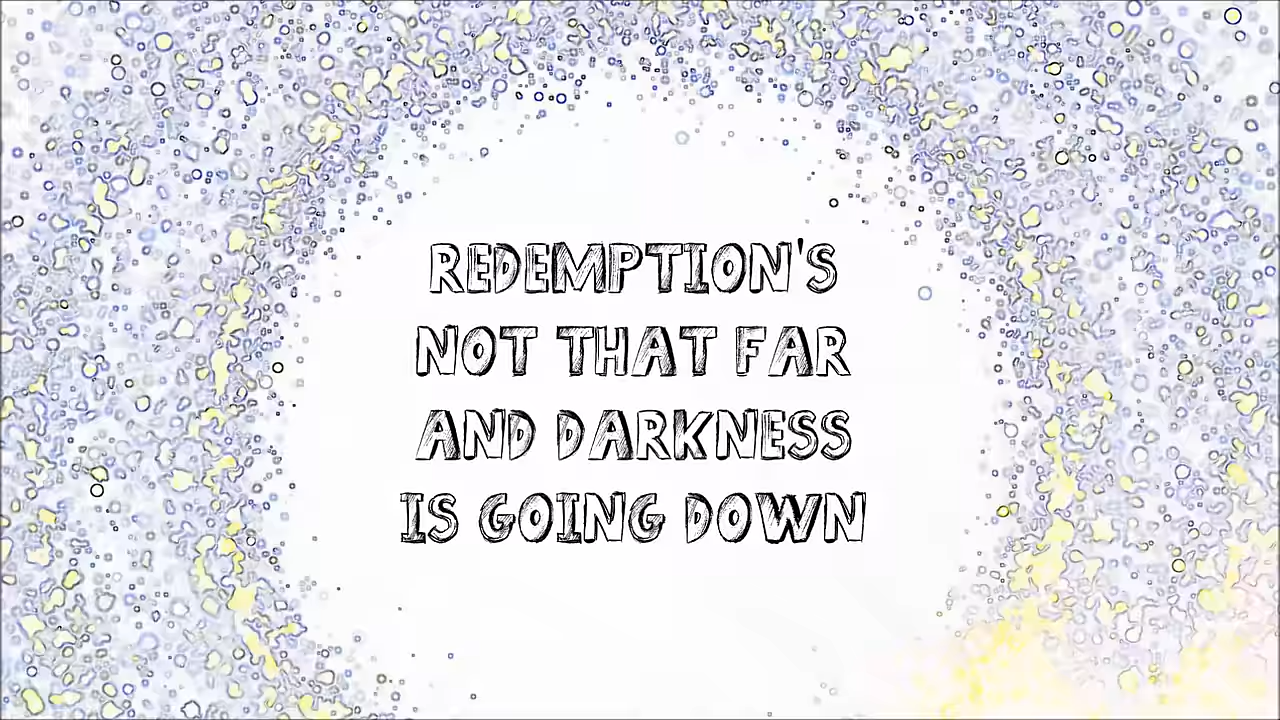 REDEMPTION'S
NOT THAT FAR
AND DARKNESS
IS GOING DOWN